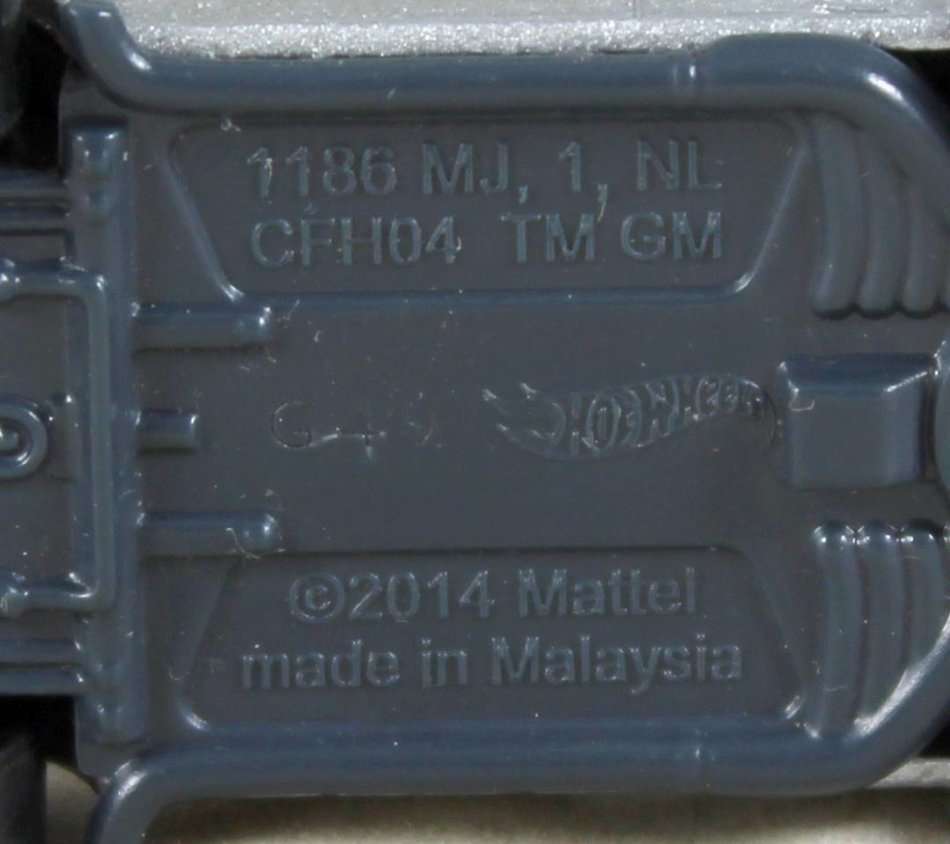 1186 MJ, 1, NL
CFH04 TM GM
HOT WHEELS
©2014 Mattel
made in Malaysia